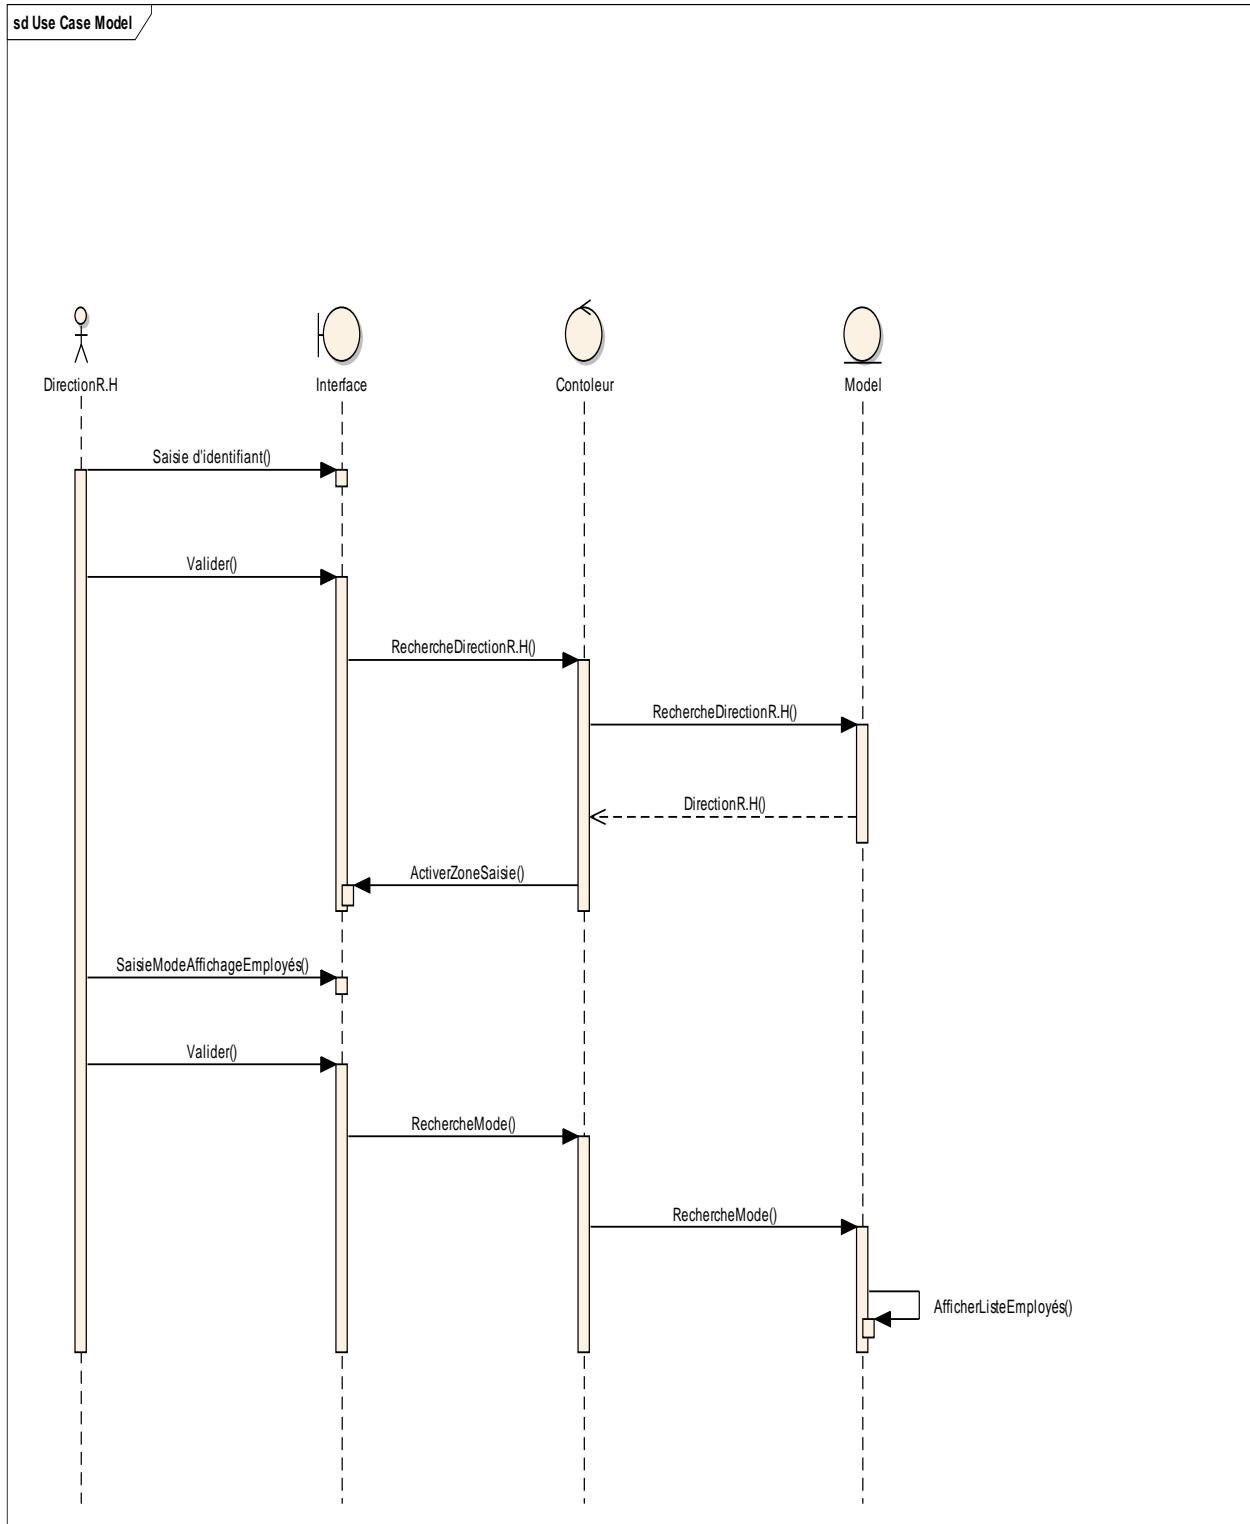 sd Use Case Model
DirectionR.H
Interface
Contoleur
Model
Saisie d'identifiant()
Valider()
RechercheDirectionR.H()
RechercheDirectionR.H()
DirectionR.H()
ActiverZoneSaisie()
SaisieModeAffichageEmployés()
Valider()
RechercheMode()
RechercheMode()
AfficherListeEmployés()